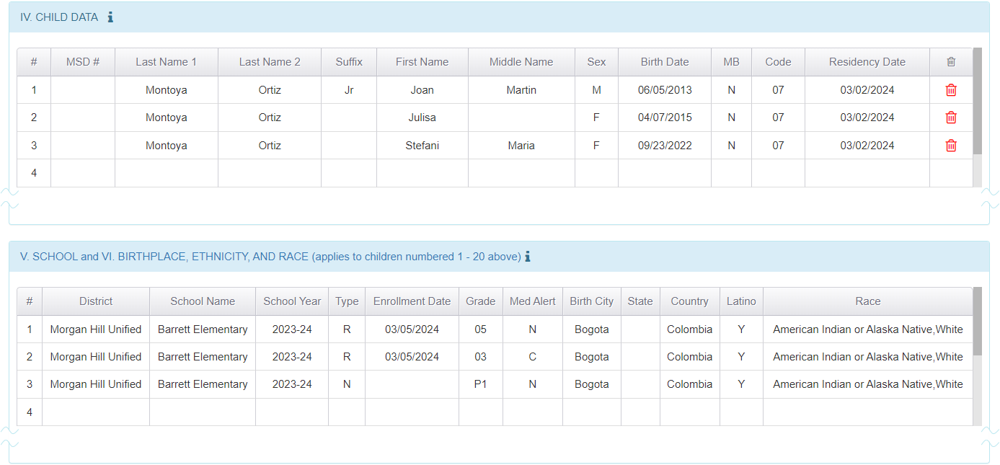 IV. CHILD DATA
# MSD # Last Name 1 Last Name 2 Suffix First Name Middle Name Sex Birth Date MB Code Residency Date
1 Montoya Ortiz Jr Joan Martin M 06/05/2013 N 07 03/02/2024
2 Montoya Ortiz Julisa F 04/07/2015 N 07 03/02/2024
3 Montoya Ortiz Stefani Maria F 09/23/2022 N 07 03/02/2024
4
V. SCHOOL and VI. BIRTHPLACE, ETHNICITY, AND RACE (applies to children numbered 1 - 20 above)
# District School Name School Year Type Enrollment Date Grade Med Alert Birth City State Country Latino Race
1 Morgan Hill Unified Barrett Elementary 2023-24 R 03/05/2024 05 N Bogota Colombia Y American Indian or Alaska Native,White
2 Morgan Hill Unified Barrett Elementary 2023-24 R 03/05/2024 03 C Bogota Colombia Y American Indian or Alaska Native,White
3 Morgan Hill Unified Barrett Elementary 2023-24 N P1 N Bogota Colombia Y American Indian or Alaska Native,White
4